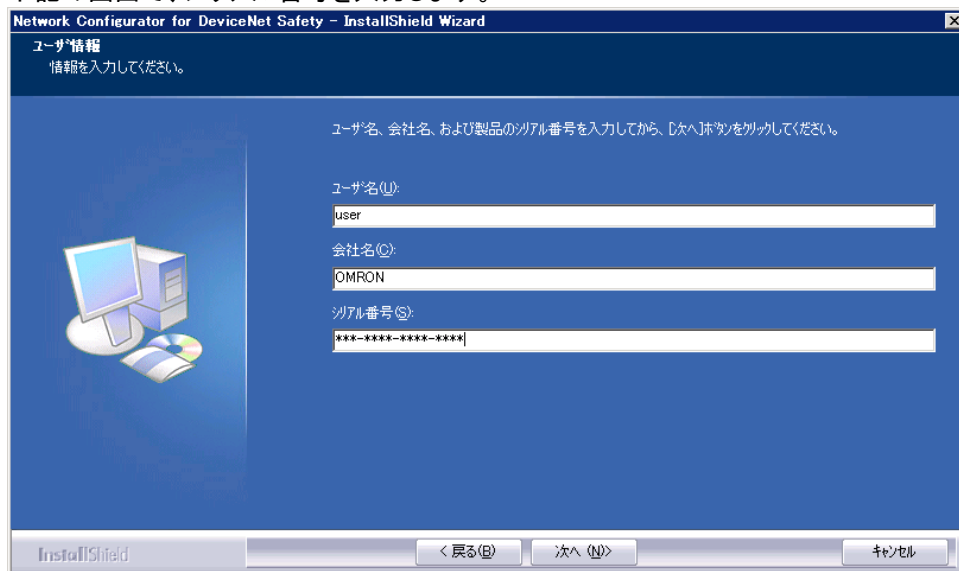 Network Configurator for DeviceNet Safety - InstallShield Wizard
ユーザ情報
情報を入力してください。
ユーザ名、会社名、および製品のシリアル番号を入力してから、[次へ]ボタンをクリックしてください。
ユーザ名(U):
user
会社名(C):
OMRON
シリアル番号(S):
***-****-****-****
InstallShield
< 戻る(B)
次へ (N)>
キャンセル